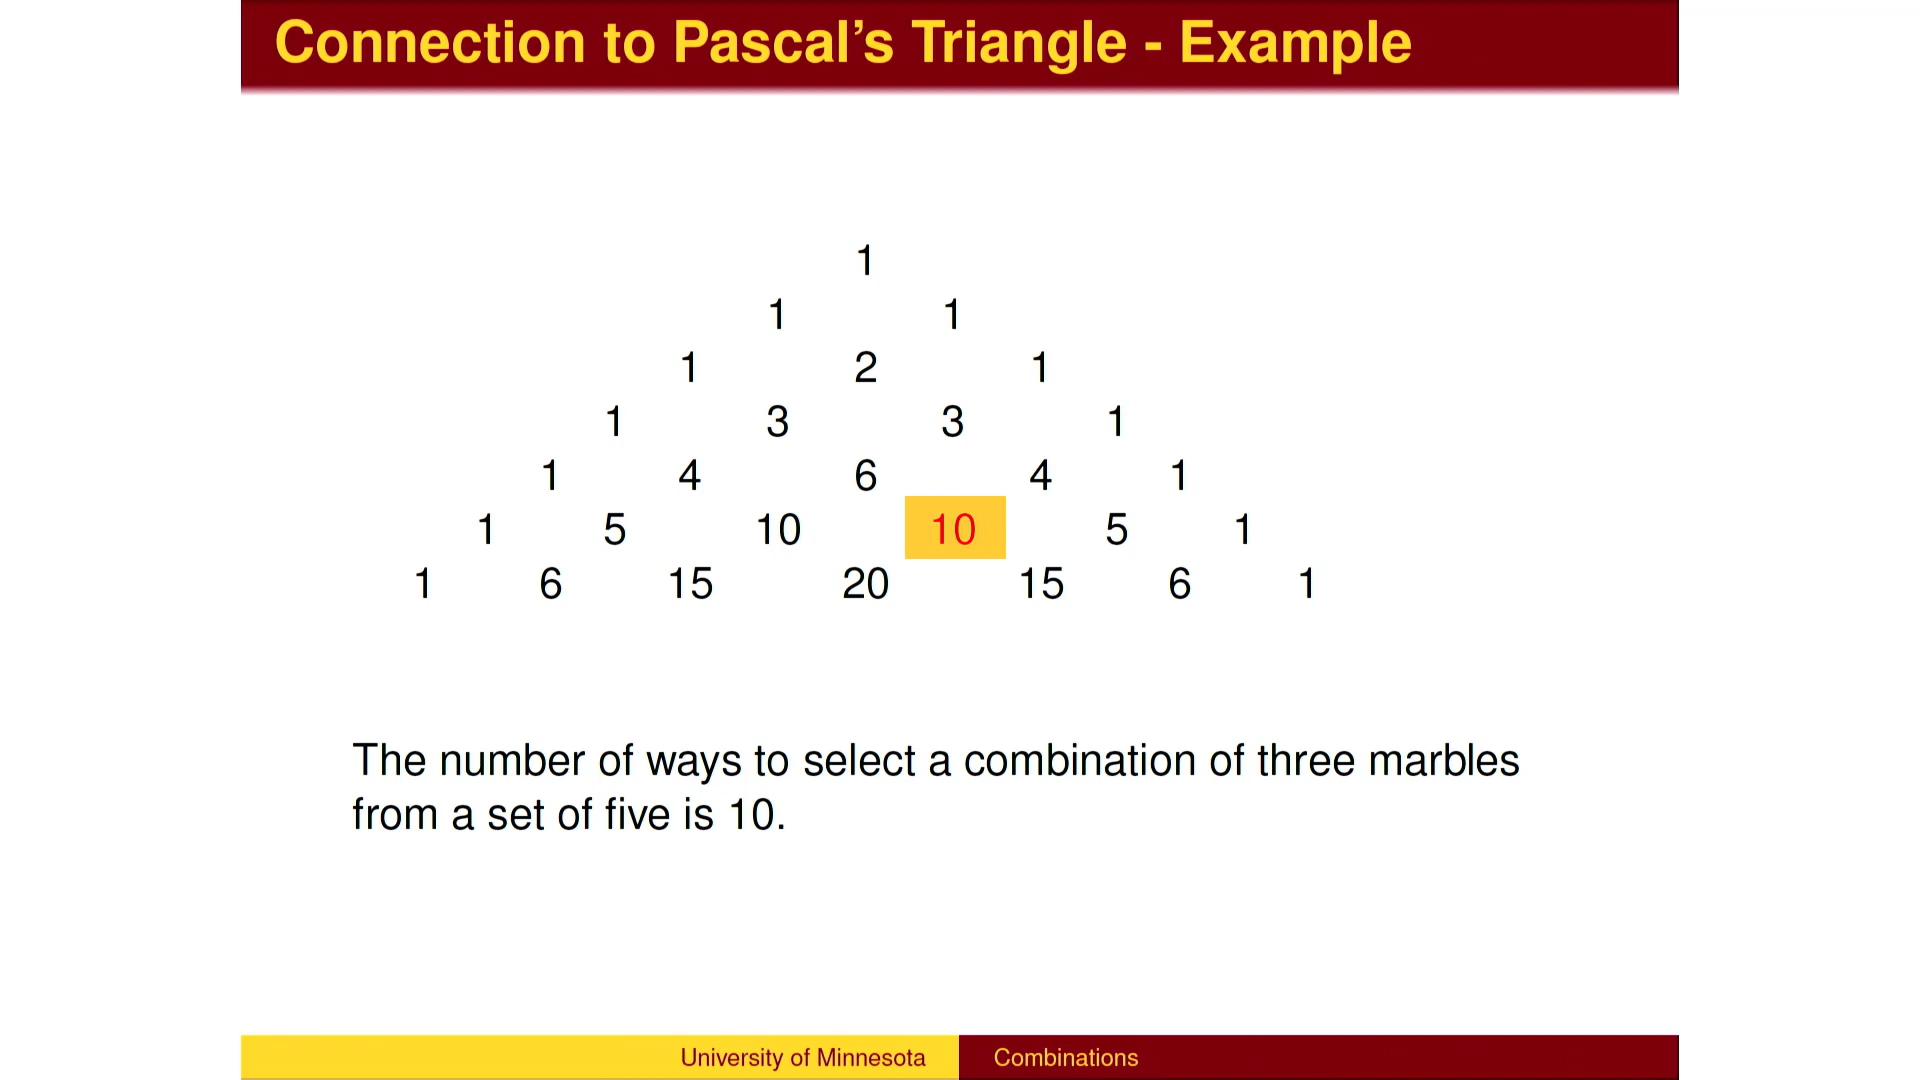 Connection to Pascal's Triangle - Example
1
1 1
1 2 1
1 3 3 1
1 4 6 4 1
1 5 10 10 5 1
1 6 15 20 15 6 1
The number of ways to select a combination of three marbles
from a set of five is 10.
University of Minnesota Combinations